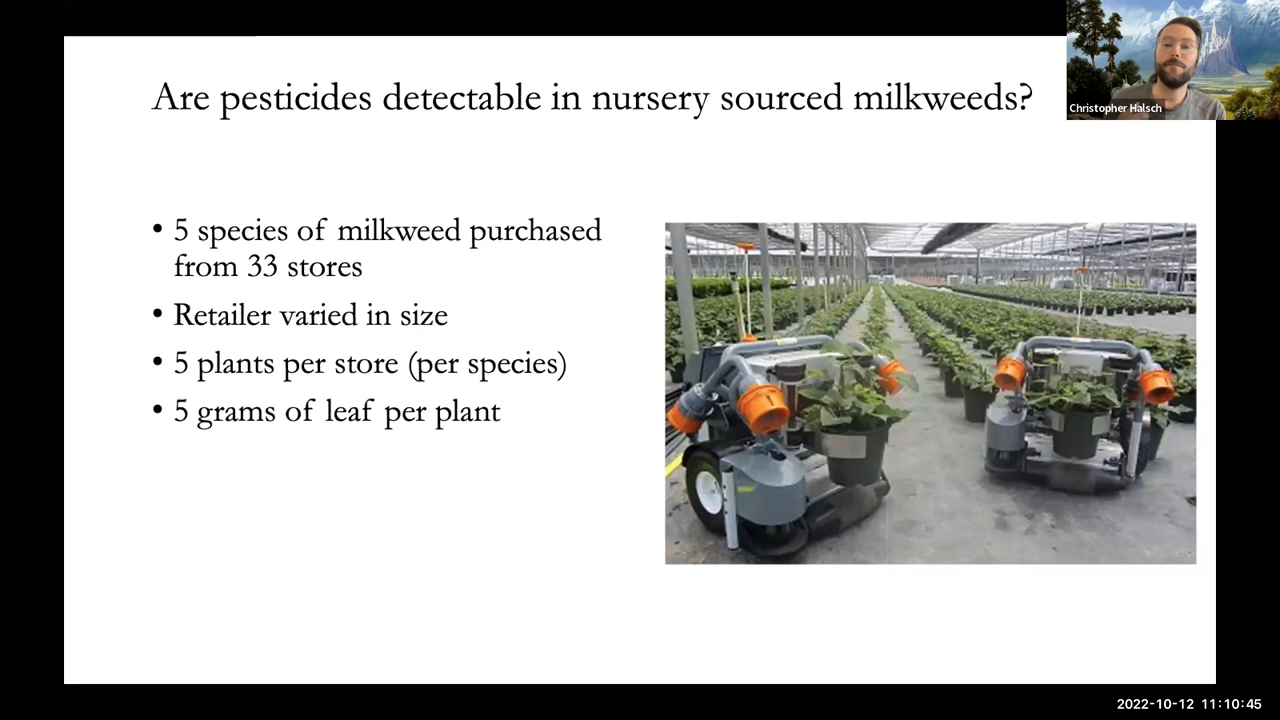 Are pesticides detectable in nursery sourced milkweeds?
Christopher Halsch
• 5 species of milkweed purchased
from 33 stores
• Retailer varied in size
• 5 plants per store (per species)
• 5 grams of leaf per plant
2022-10-12 11:10:45